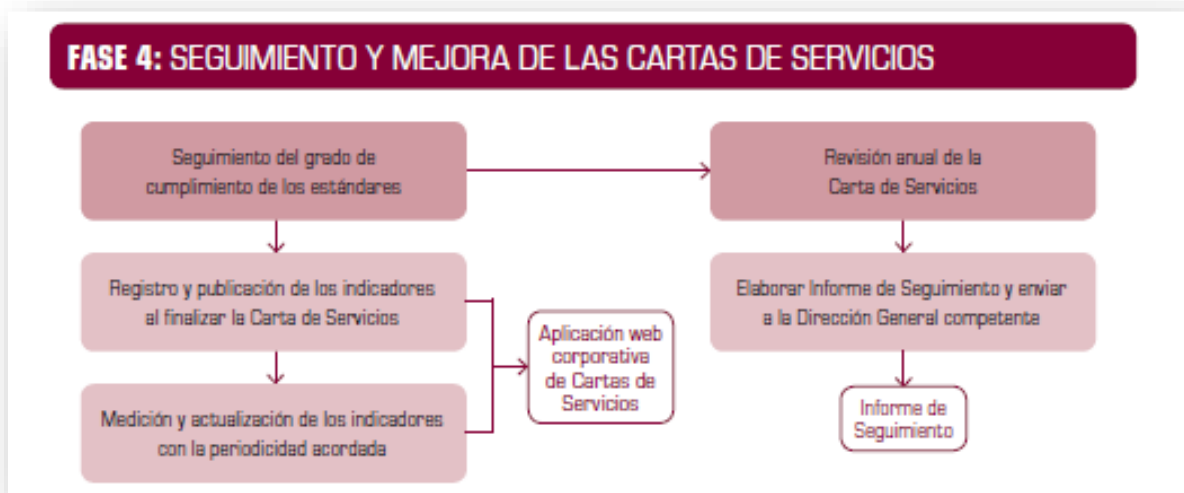 FASE 4: SEGUIMIENTO Y MEJORA DE LAS CARTAS DE SERVICIOS
Seguimiento del grado de
cumplimiento de los estándares
Revisión anual de la
Carta de Servicios
Registro y publicación de los indicadores
al finalizar la Carta de Servicios
Elaborar Informe de Seguimiento y enviar
a la Dirección General competente
Aplicación web
corporativa
de Cartas de
Servicios
Medición y actualización de los indicadores
con la periodicidad acordada
Informe de
Seguimiento